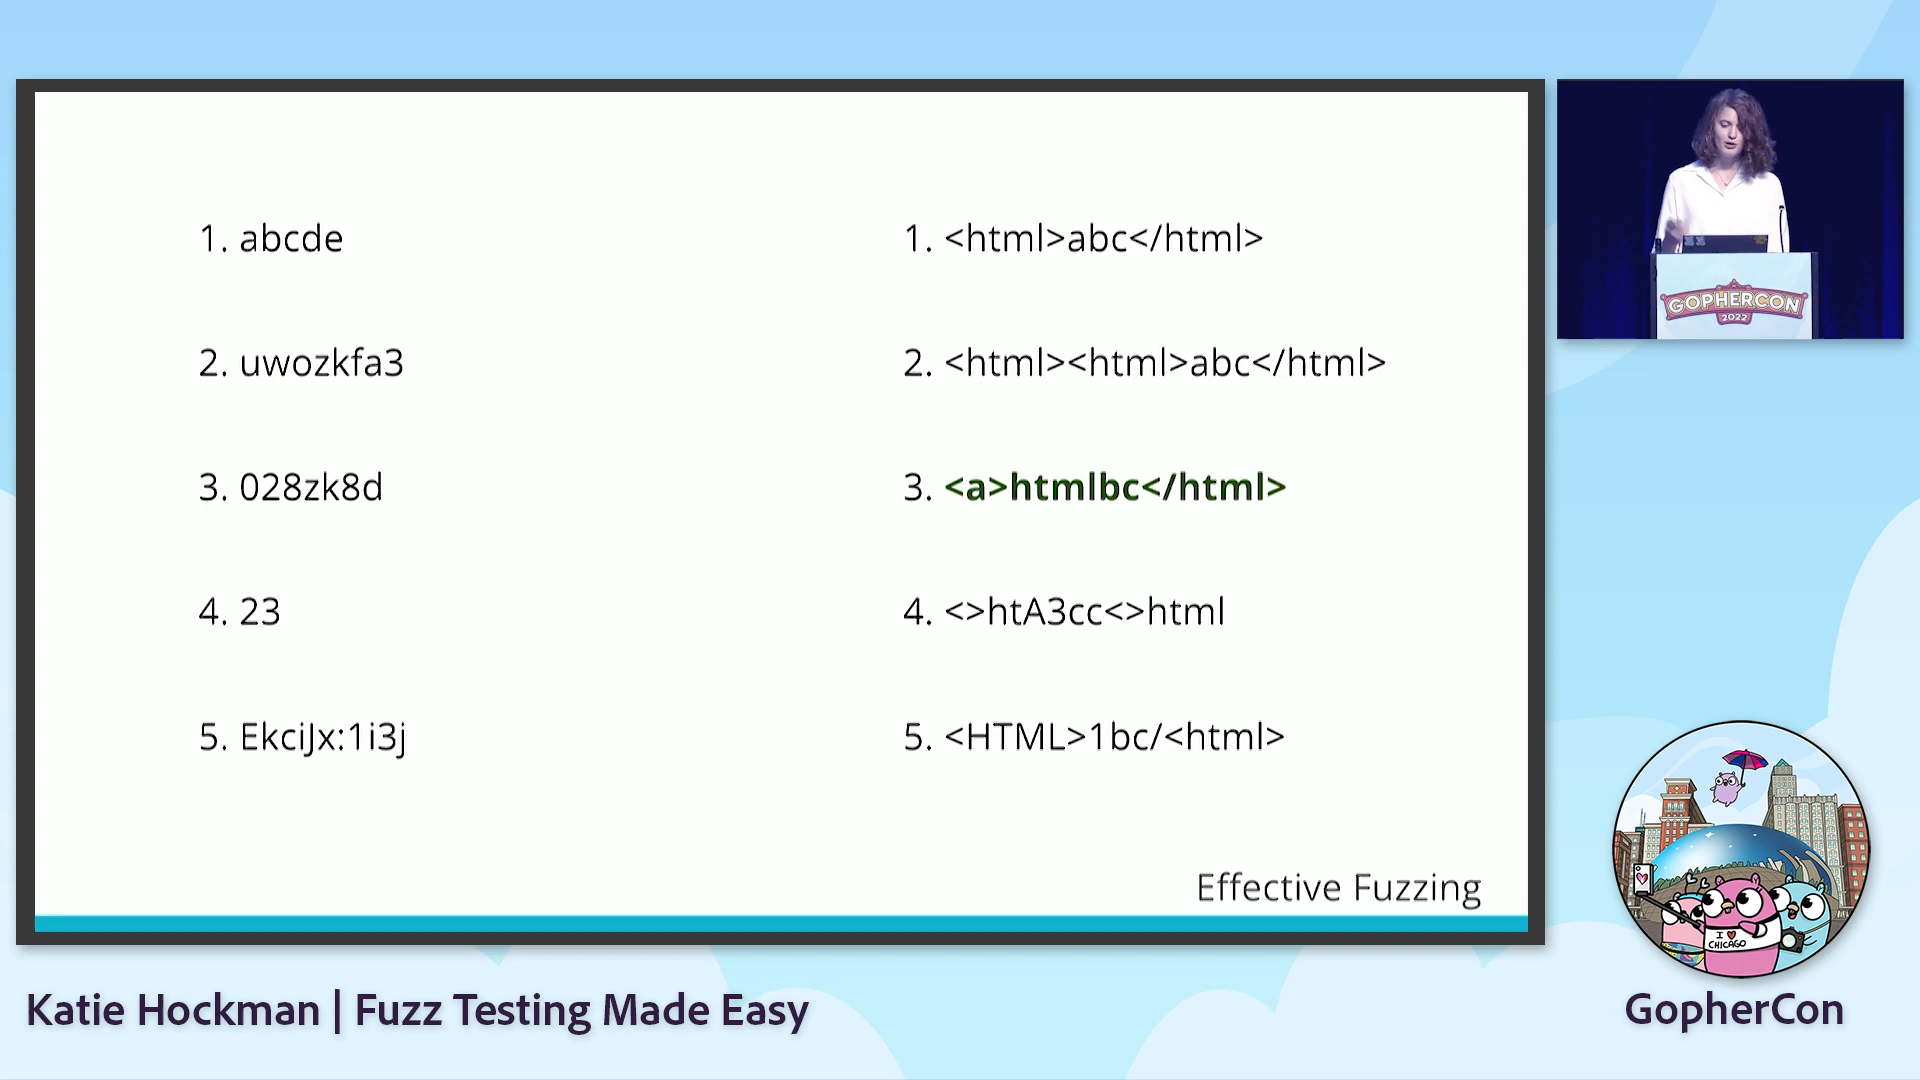 1. abcde
2. uwozkfa3
3. 028zk8d
4. 23
5. EkciJx:1i3j
1. <html>abc</html>
2. <html><html>abc</html>
3. <a>htmlbc</html>
4. <>htA3cc<>html
5. <HTML>1bc/<html>
Effective Fuzzing
GOPHERCON
2022
I ♥
CHICAGO
Katie Hockman | Fuzz Testing Made Easy
GopherCon